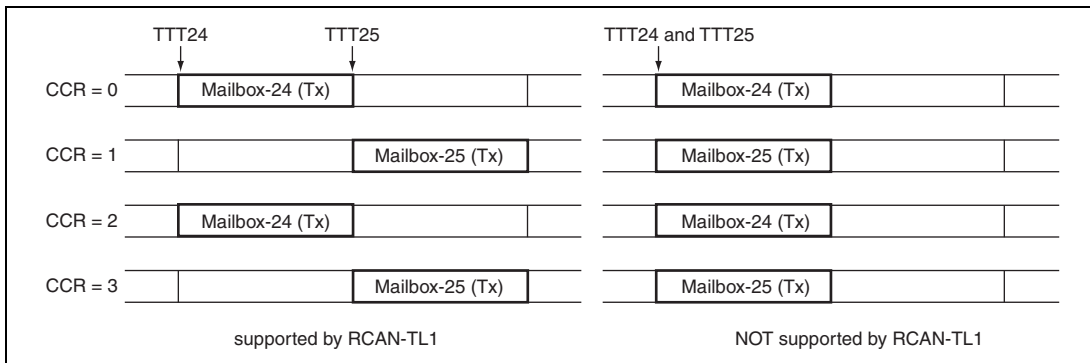 TTT24 TTT25 TTT24 and TTT25
CCR = 0 Mailbox-24 (Tx) Mailbox-24 (Tx)
CCR = 1 Mailbox-25 (Tx) Mailbox-25 (Tx)
CCR = 2 Mailbox-24 (Tx) Mailbox-24 (Tx)
CCR = 3 Mailbox-25 (Tx) Mailbox-25 (Tx)
supported by RCAN-TL1 NOT supported by RCAN-TL1